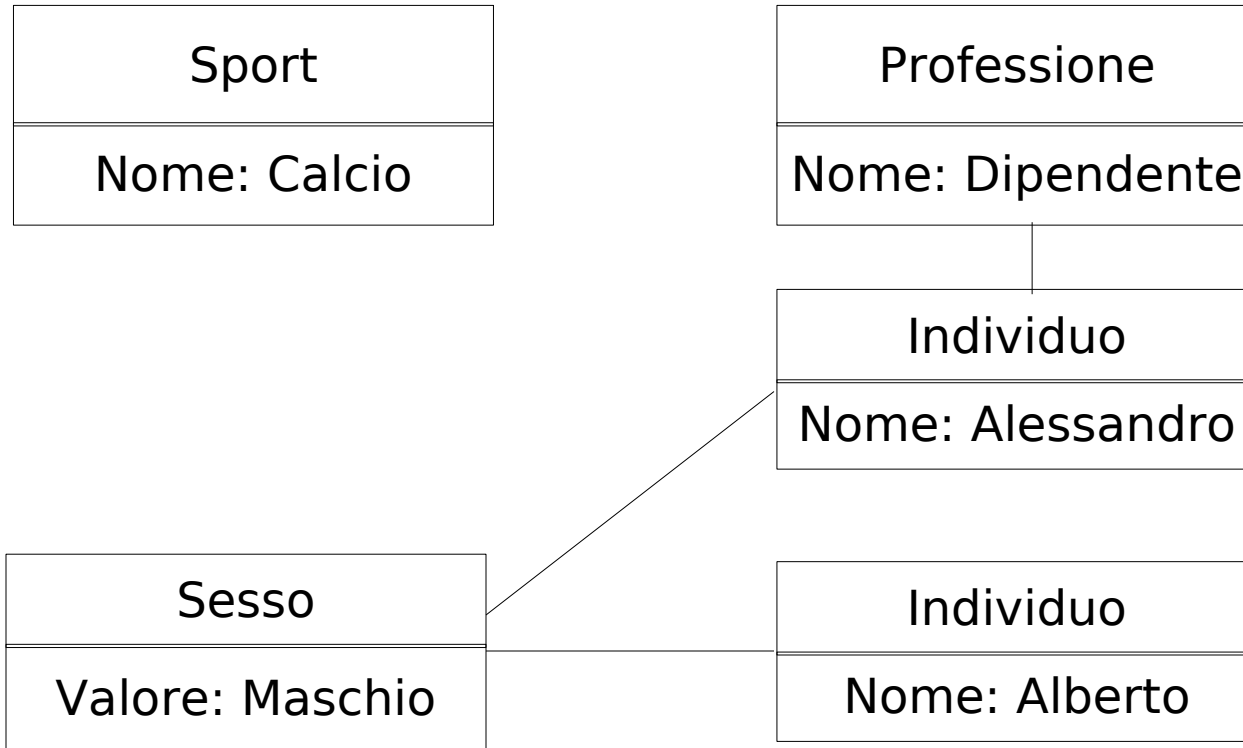 Sport
Nome: Calcio
Professione
Nome: Dipendente
Individuo
Nome: Alessandro
Sesso
Valore: Maschio
Individuo
Nome: Alberto